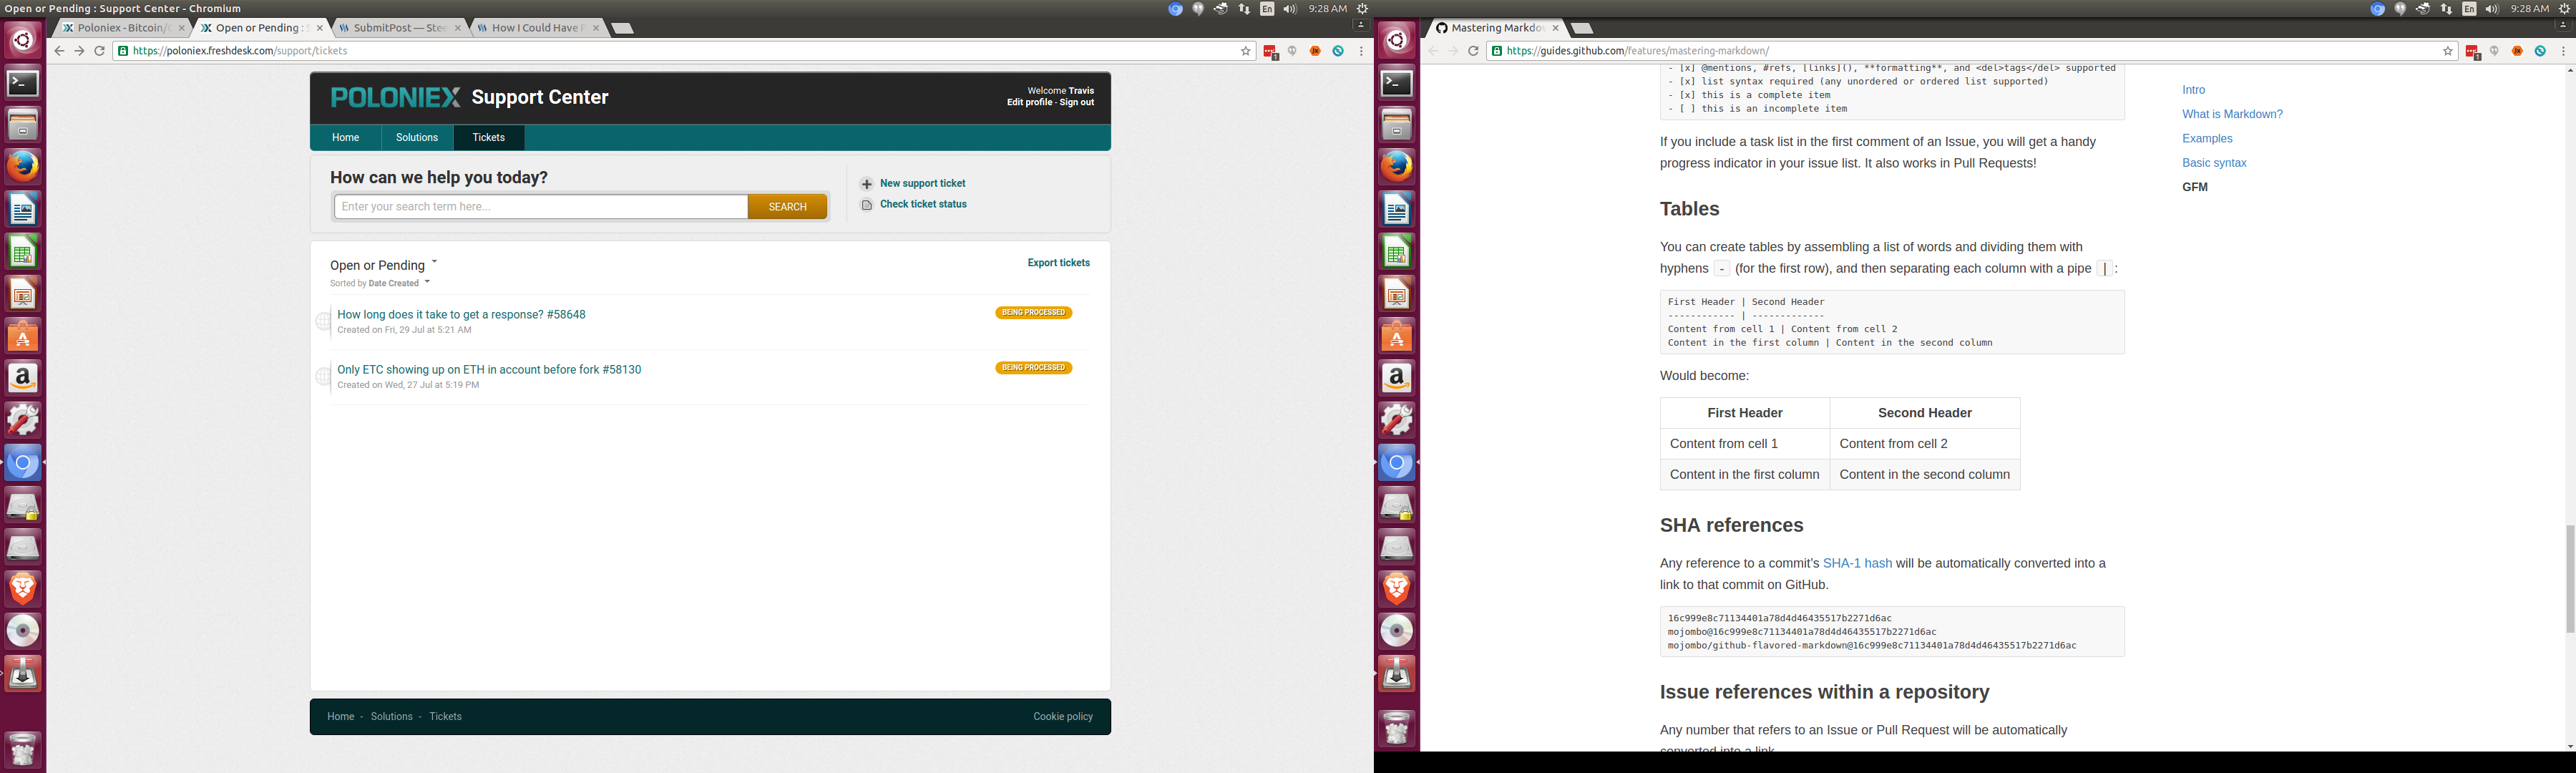 Open or Pending : Support Center - Chromium
En
9:28 AM
Poloniex - Bitcoin/
Open or Pending :
SubmitPost — Stee
How I Could Have
https://poloniex.freshdesk.com/support/tickets
POLONIEX Support Center
Welcome Travis
Edit profile - Sign out
Home
Solutions
Tickets
How can we help you today?
Enter your search term here...
SEARCH
New support ticket
Check ticket status
Open or Pending
Export tickets
Sorted by Date Created
How long does it take to get a response? #58648
BEING PROCESSED
Created on Fri, 29 Jul at 5:21 AM
Only ETC showing up on ETH in account before fork #58130
BEING PROCESSED
Created on Wed, 27 Jul at 5:19 PM
Home - Solutions - Tickets
Cookie policy
En
9:28 AM
Mastering Markdow
https://guides.github.com/features/mastering-markdown/
- [x] @mentions, #refs, [links](), **formatting**, and <del>tags</del> supported
- [x] list syntax required (any unordered or ordered list supported)
- [x] this is a complete item
- [ ] this is an incomplete item
If you include a task list in the first comment of an Issue, you will get a handy
progress indicator in your issue list. It also works in Pull Requests!
Tables
You can create tables by assembling a list of words and dividing them with
hyphens - (for the first row), and then separating each column with a pipe | :
First Header | Second Header
------------ | -------------
Content from cell 1 | Content from cell 2
Content in the first column | Content in the second column
Would become:
First Header Second Header
Content from cell 1 Content from cell 2
Content in the first column Content in the second column
SHA references
Any reference to a commit's SHA-1 hash will be automatically converted into a
link to that commit on GitHub.
16c999e8c71134401a78d4d46435517b2271d6ac
mojombo@16c999e8c71134401a78d4d46435517b2271d6ac
mojombo/github-flavored-markdown@16c999e8c71134401a78d4d46435517b2271d6ac
Issue references within a repository
Any number that refers to an Issue or Pull Request will be automatically
converted into a link.
Intro
What is Markdown?
Examples
Basic syntax
GFM